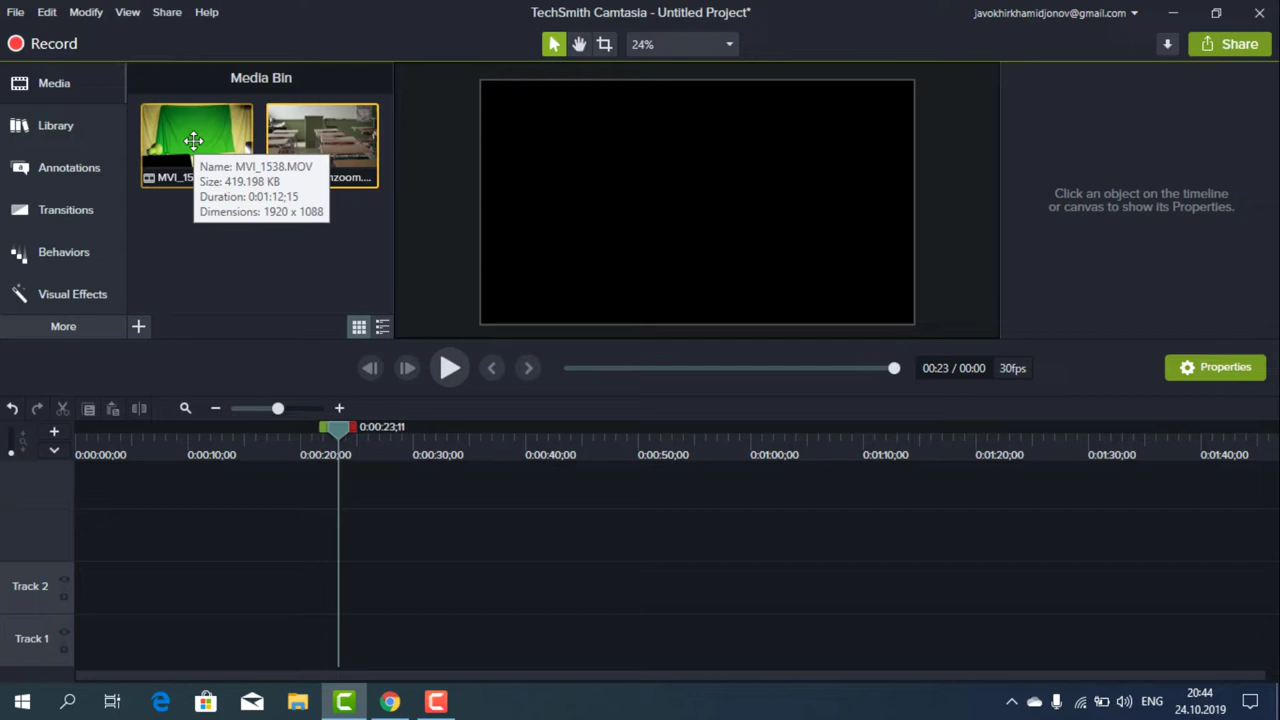 File Edit Modify View Share Help
TechSmith Camtasia - Untitled Project*
javokhirkhamidjonov@gmail.com
Record
24%
Share
Media
Media Bin
Library
Annotations
Transitions
Behaviors
Visual Effects
More
MVI_15
nzoom....
Name: MVI_1538.MOV
Size: 419.198 KB
Duration: 0:01:12;15
Dimensions: 1920 x 1088
Click an object on the timeline
or canvas to show its Properties.
00:23 / 00:00 30fps
Properties
0:00:23;11
0:00:00;00 0:00:10;00 0:00:20;00 0:00:30;00 0:00:40;00 0:00:50;00 0:01:00;00 0:01:10;00 0:01:20;00 0:01:30;00 0:01:40;00
Track 2
Track 1
ENG
20:44
24.10.2019